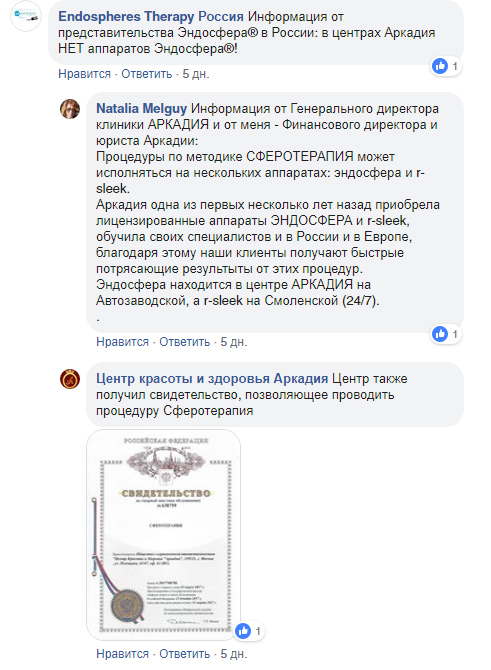 Endospheres Therapy Россия Информация от
представительства Эндосфера® в России: в центрах Аркадия
НЕТ аппаратов Эндосфера®!
1
Нравится · Ответить · 5 дн.
Natalia Melguy Информация от Генерального директора
клиники АРКАДИЯ и от меня - Финансового директора и
юриста Аркадии:
Процедуры по методике СФЕРОТЕРАПИЯ может
исполняться на нескольких аппаратах: эндосфера и r-
sleek.
Аркадия одна из первых несколько лет назад приобрела
лицензированные аппараты ЭНДОСФЕРА и r-sleek,
обучила своих специалистов и в России и в Европе,
благодаря этому наши клиенты получают быстрые
потрясающие результыты от этих процедур.
Эндосфера находится в центре АРКАДИЯ на
Автозаводской, а r-sleek на Смоленской (24/7).
.
1
Нравится · Ответить · 5 дн.
Центр красоты и здоровья Аркадия Центр также
получил свидетельство, позволяющее проводить
процедуру Сферотерапия
РОССИЙСКАЯ ФЕДЕРАЦИЯ
СВИДЕТЕЛЬСТВО
СФЕРОТЕРАПИЯ
1
Нравится · Ответить · 5 дн.